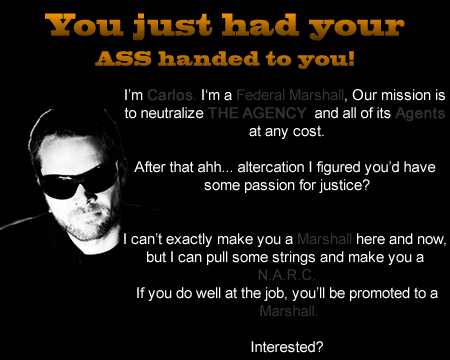 You just had your
ASS handed to you!
I'm Carlos. I'm a Federal Marshall, Our mission is
to neutralize THE AGENCY and all of its Agents
at any cost.
After that ahh... altercation I figured you'd have
some passion for justice?
I can't exactly make you a Marshall here and now,
but I can pull some strings and make you a
N.A.R.C.
If you do well at the job, you'll be promoted to a
Marshall.
Interested?